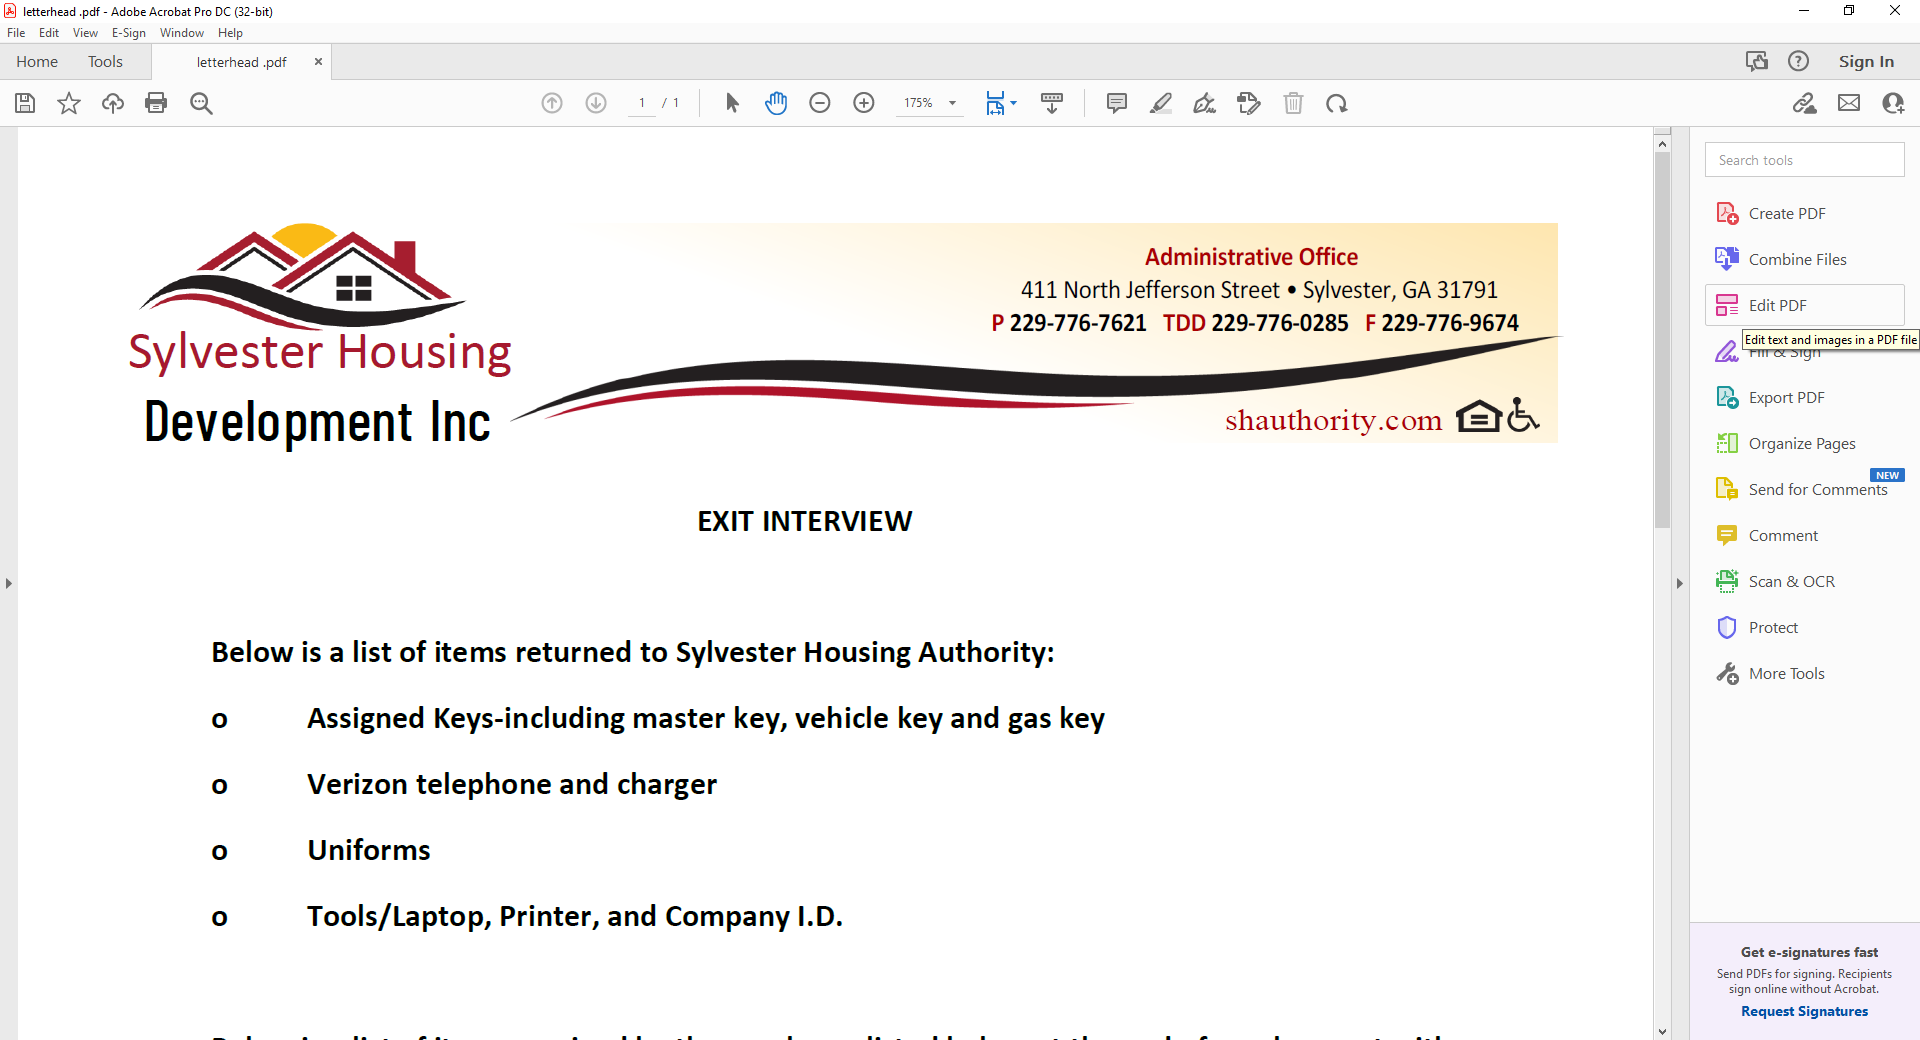 letterhead .pdf - Adobe Acrobat Pro DC (32-bit)
File Edit View E-Sign Window Help
Home Tools letterhead .pdf × Sign In
1 / 1 175%
Search tools
Create PDF
Combine Files
Edit PDF
Edit text and images in a PDF file
Fill & Sign
Export PDF
Organize Pages
NEW
Send for Comments
Comment
Scan & OCR
Protect
More Tools
Get e-signatures fast
Send PDFs for signing. Recipients
sign online without Acrobat.
Request Signatures
Sylvester Housing
Development Inc
Administrative Office
411 North Jefferson Street • Sylvester, GA 31791
P 229-776-7621 TDD 229-776-0285 F 229-776-9674
shauthority.com
EXIT INTERVIEW
Below is a list of items returned to Sylvester Housing Authority:
o Assigned Keys-including master key, vehicle key and gas key
o Verizon telephone and charger
o Uniforms
o Tools/Laptop, Printer, and Company I.D.